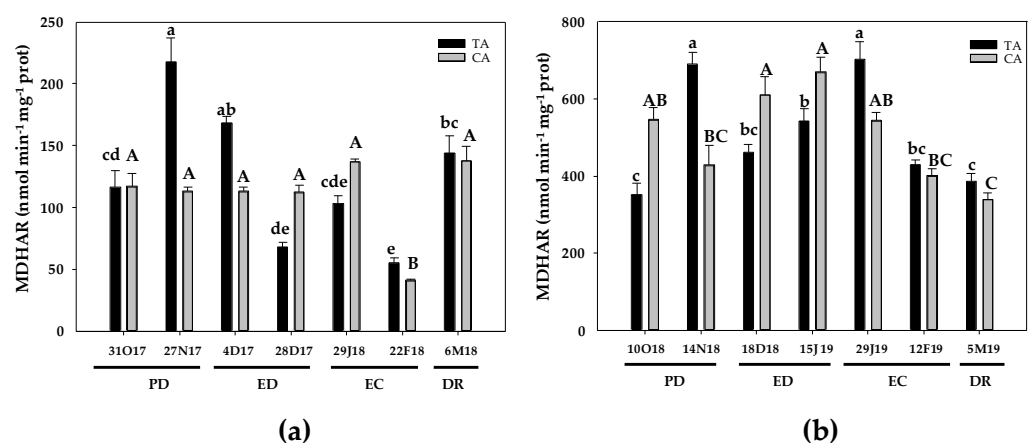 250
200
150
100
50
0
MDHAR (nmol min⁻¹ mg⁻¹ prot)
TA
CA
a
ab
bc
A
cd
A
A
A
A
cde
A
de
e
B
31O17 27N17 4D17 28D17 29J18 22F18 6M18
PD ED EC DR
(a)
800
600
400
200
0
MDHAR (nmol min⁻¹ mg⁻¹ prot)
TA
CA
a
a
A
A
AB
b
AB
bc
BC
bc
BC
c
c
C
10O18 14N18 18D18 15J19 29J19 12F19 5M19
PD ED EC DR
(b)